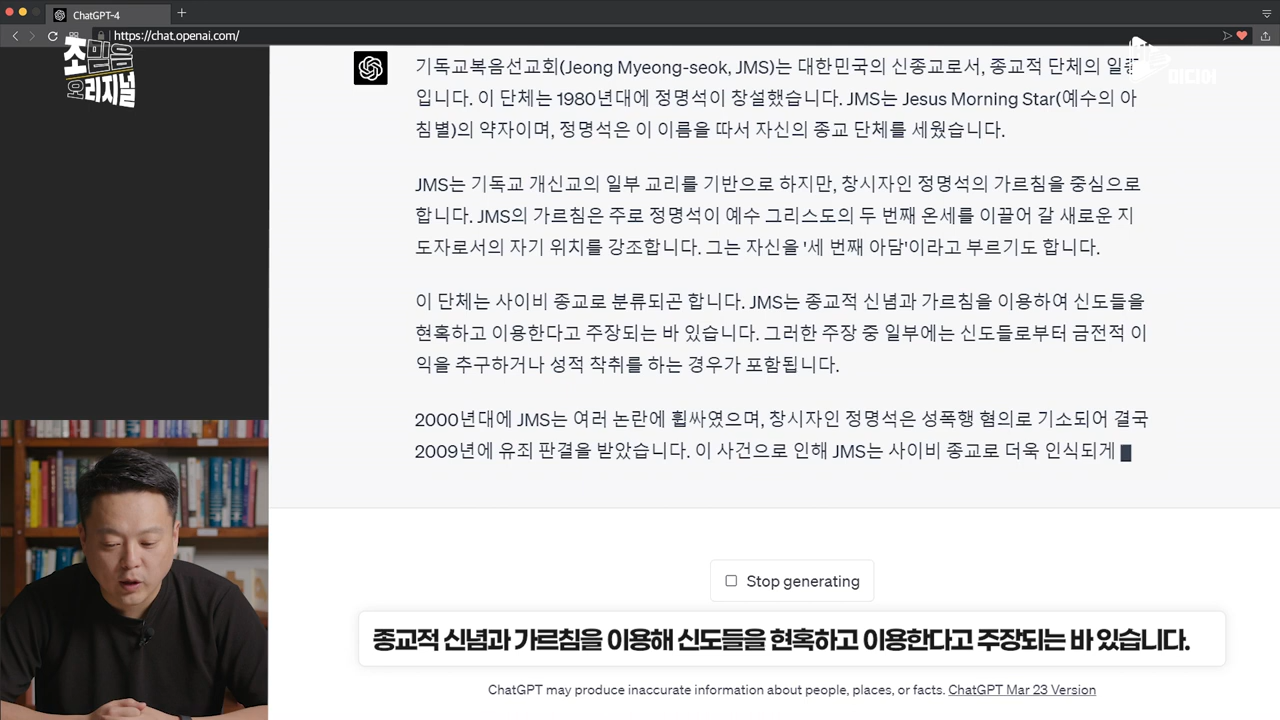 ChatGPT-4
https://chat.openai.com/
조믿음
오리지널
미디어
기독교복음선교회(Jeong Myeong-seok, JMS)는 대한민국의 신종교로서, 종교적 단체의 일종
입니다. 이 단체는 1980년대에 정명석이 창설했습니다. JMS는 Jesus Morning Star(예수의 아
침별)의 약자이며, 정명석은 이 이름을 따서 자신의 종교 단체를 세웠습니다.
JMS는 기독교 개신교의 일부 교리를 기반으로 하지만, 창시자인 정명석의 가르침을 중심으로
합니다. JMS의 가르침은 주로 정명석이 예수 그리스도의 두 번째 온세를 이끌어 갈 새로운 지
도자로서의 자기 위치를 강조합니다. 그는 자신을 '세 번째 아담'이라고 부르기도 합니다.
이 단체는 사이비 종교로 분류되곤 합니다. JMS는 종교적 신념과 가르침을 이용하여 신도들을
현혹하고 이용한다고 주장되는 바 있습니다. 그러한 주장 중 일부에는 신도들로부터 금전적 이
익을 추구하거나 성적 착취를 하는 경우가 포함됩니다.
2000년대에 JMS는 여러 논란에 휩싸였으며, 창시자인 정명석은 성폭행 혐의로 기소되어 결국
2009년에 유죄 판결을 받았습니다. 이 사건으로 인해 JMS는 사이비 종교로 더욱 인식되게
Stop generating
종교적 신념과 가르침을 이용해 신도들을 현혹하고 이용한다고 주장되는 바 있습니다.
ChatGPT may produce inaccurate information about people, places, or facts. ChatGPT Mar 23 Version